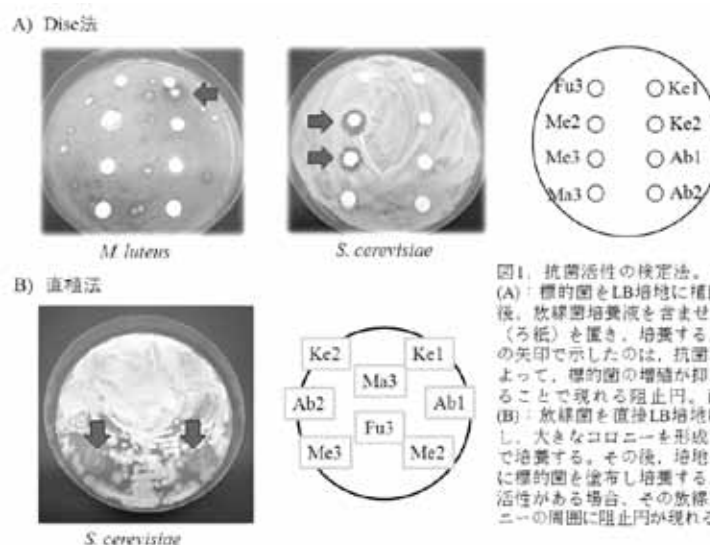 A) Disc法
M. luteus
S. cerevisiae
Fu3
Ke1
Me2
Ke2
Me3
Ab1
Ma3
Ab2
B) 直植法
S. cerevisiae
Ke2
Ke1
Ma3
Ab2
Ab1
Fu3
Me3
Me2
図1. 抗菌活性の検定法。
(A)：標的菌をLB培地に
後，放線菌培養液を含ませ
（ろ紙）を置き，培養する
の矢印で示したのは，抗菌
よって，標的菌の増殖が抑
ることで現れる阻止円。
(B)：放線菌を直接LB培地
し，大きなコロニーを形成
で培養する。その後，培地
に標的菌を塗布し培養する
活性がある場合，その放線
ニーの周囲に阻止円が現れる